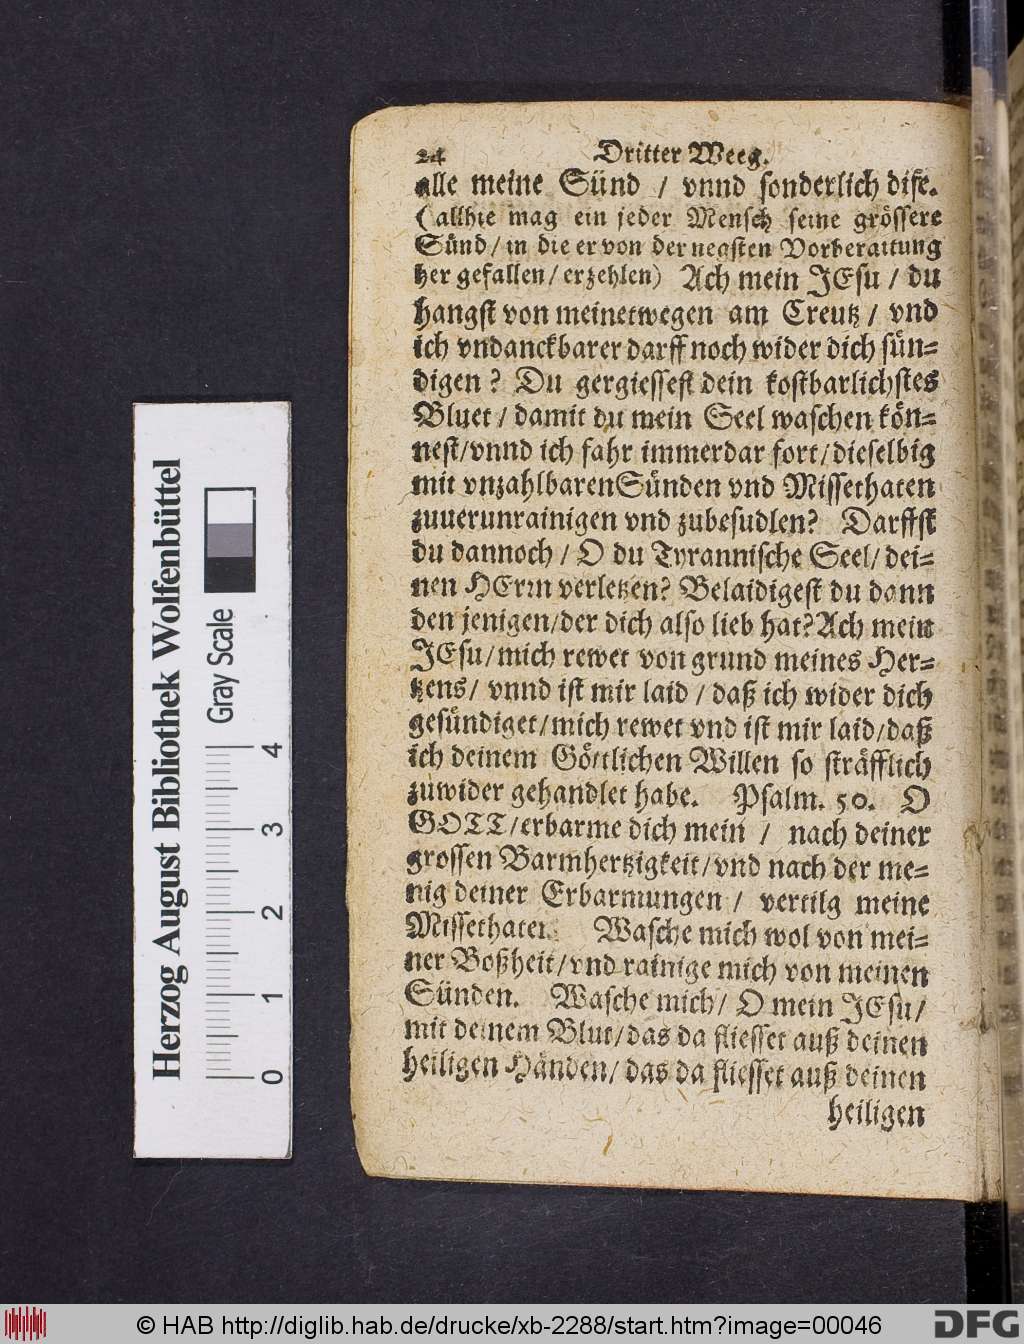 24 Dritter Weeg.
alle meine Sünd / vnnd sonderlich dise.
(allhie mag ein jeder Mensch seine grössere
Sünd / in die er von der negsten Vorberaitung
her gefallen / erzehlen) Ach mein JEsu / du
hangst von meinetwegen am Creutz / vnd
ich vndanckbarer darff noch wider dich sün=
digen? Du gergiessest dein kostbarlichstes
Bluet / damit du mein Seel waschen kön=
nest / vnnd ich fahr immerdar fort / dieselbig
mit vnzahlbaren Sünden vnd Missethaten
zuuerunrainigen vnd zubesudlen? Darffst
du dannoch / O du Tyrannische Seel / dei=
nen HErrn verletzen? Belaidigest du dann
den jenigen / der dich also lieb hat? Ach mein
JEsu / mich rewet von grund meines Her=
tzens / vnnd ist mir laid / daß ich wider dich
gesündiget / mich rewet vnd ist mir laid / daß
ich deinem Göttlichen Willen so sträfflich
zuwider gehandlet habe. Psalm. 50. O
GOTT / erbarme dich mein / nach deiner
grossen Barmhertzigkeit / vnd nach der me=
nig deiner Erbarmungen / vertilg meine
Missethaten. Wasche mich wol von mei=
ner Boßheit / vnd rainige mich von meinen
Sünden. Wasche mich / O mein JEsu /
mit deinem Blut / das da fliesset auß deinen
heiligen Händen / das da fliesset auß deinen
heiligen
Herzog August Bibliothek Wolfenbüttel
Gray Scale
0 1 2 3 4
© HAB http://diglib.hab.de/drucke/xb-2288/start.htm?image=00046
DFG